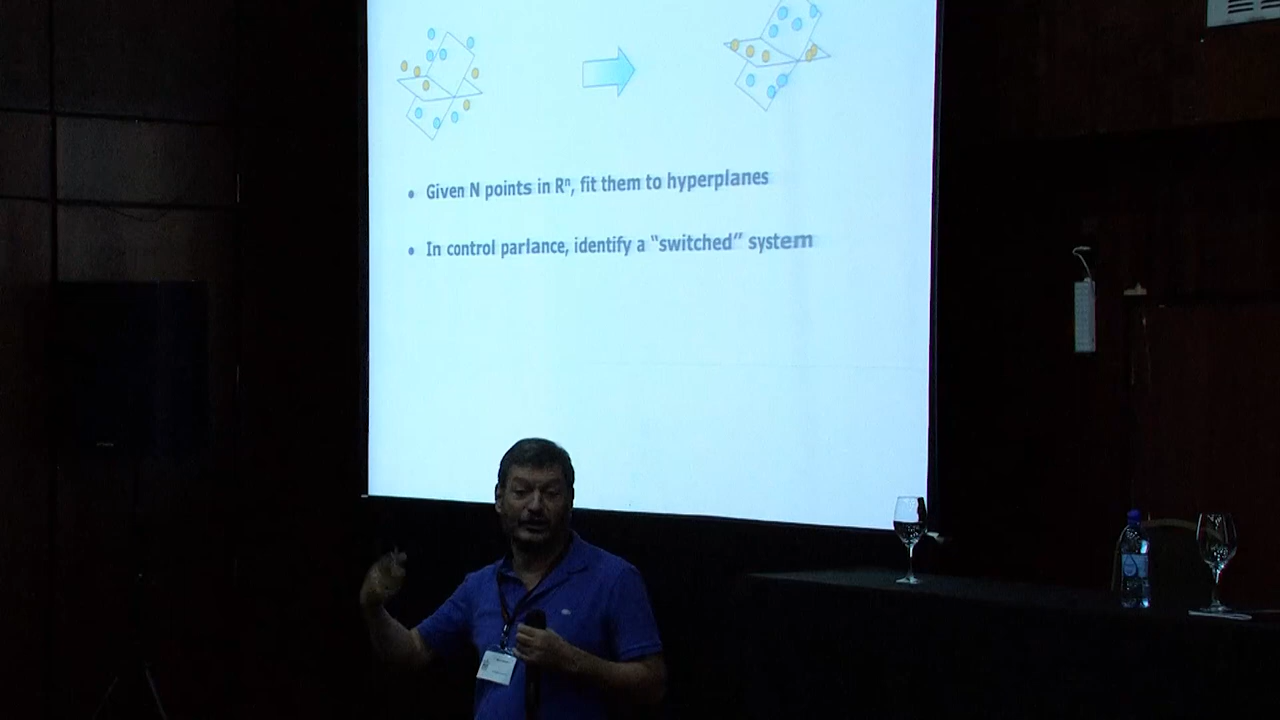 • Given N points in Rⁿ, fit them to hyperplanes
• In control parlance, identify a “switched” system